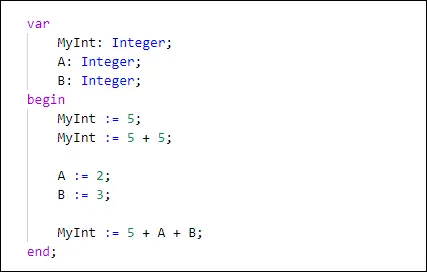 var
    MyInt: Integer;
    A: Integer;
    B: Integer;
begin
    MyInt := 5;
    MyInt := 5 + 5;

    A := 2;
    B := 3;

    MyInt := 5 + A + B;
end;